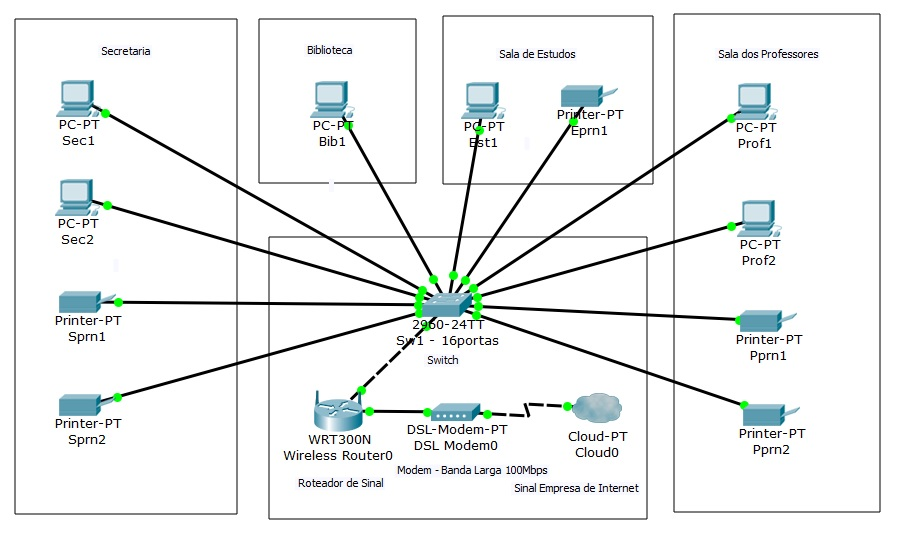 Secretaria
PC-PT
Sec1
PC-PT
Sec2
Printer-PT
Sprn1
Printer-PT
Sprn2
Biblioteca
PC-PT
Bib1
Sala de Estudos
PC-PT
Est1
Printer-PT
Eprn1
Sala dos Professores
PC-PT
Prof1
PC-PT
Prof2
Printer-PT
Pprn1
Printer-PT
Pprn2
2960-24TT
Sw1 - 16portas
Switch
WRT300N
Wireless Router0
Roteador de Sinal
DSL-Modem-PT
DSL Modem0
Modem - Banda Larga 100Mbps
Cloud-PT
Cloud0
Sinal Empresa de Internet